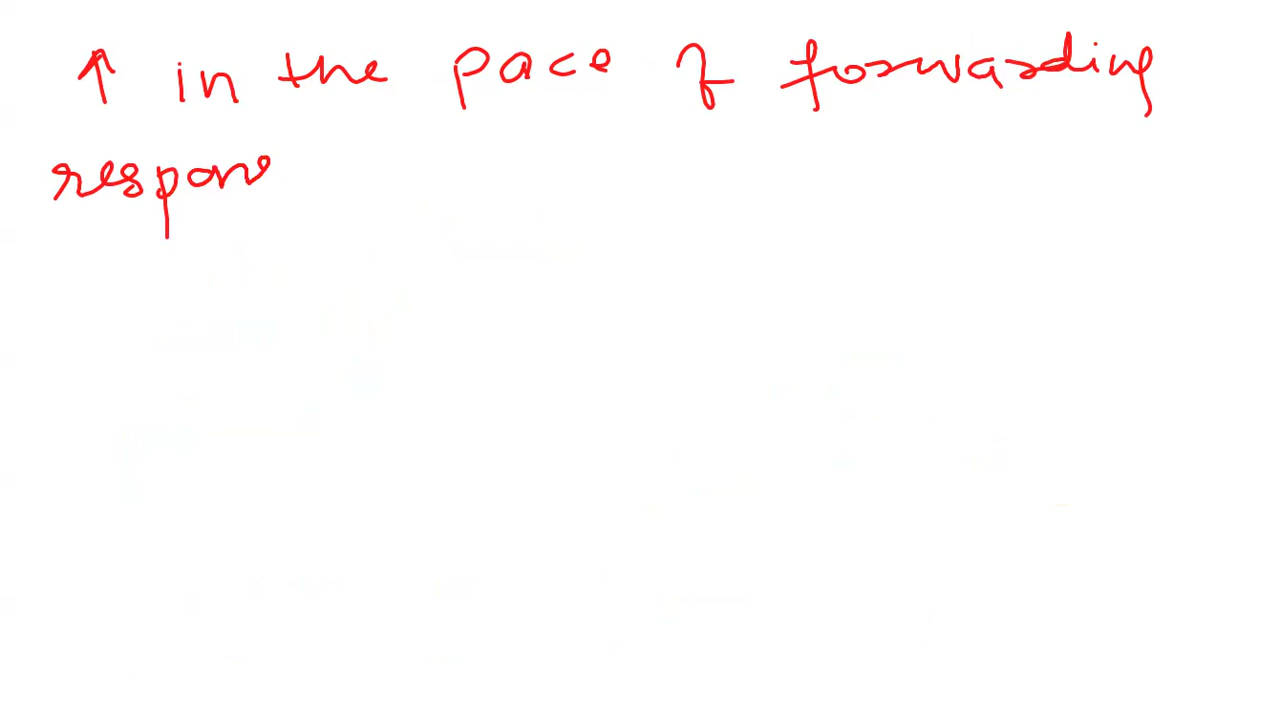 ↑ in the pace of forwarding
respons